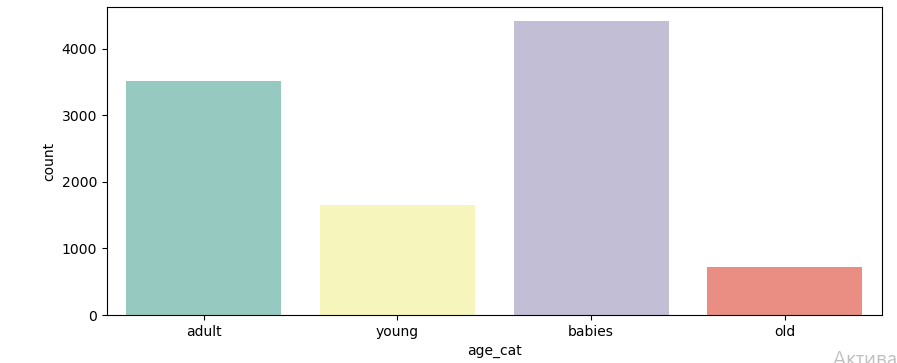 count
4000
3000
2000
1000
0
adult young babies old
age_cat
Актива